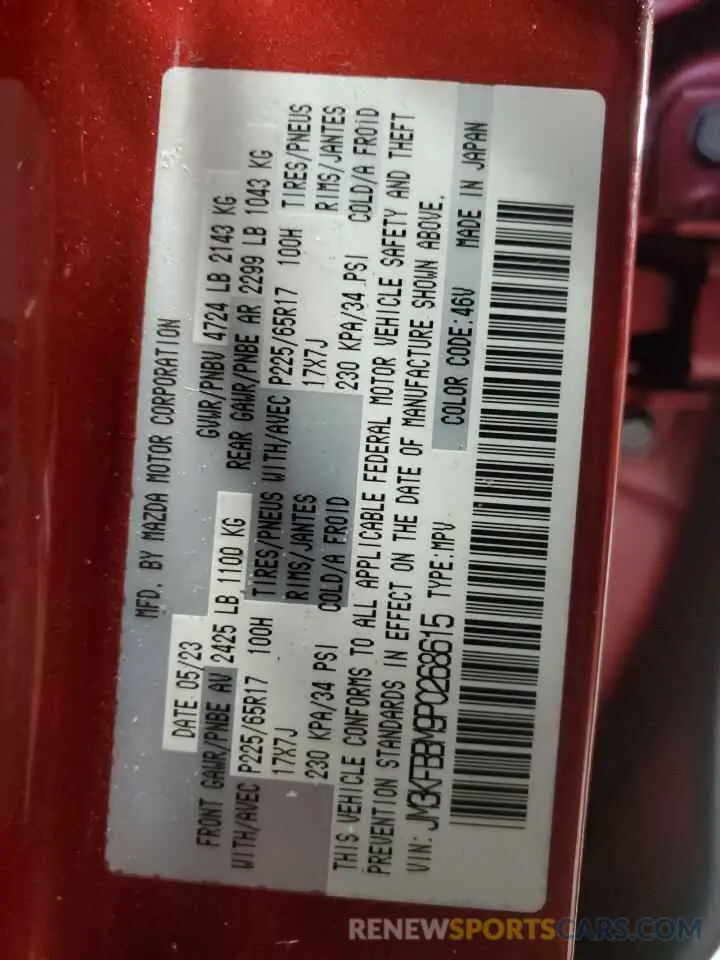 MFD. BY MAZDA MOTOR CORPORATION
DATE 05/23
GVWR/PNBV 4724 LB 2143 KG
FRONT GAWR/PNBE AV 2425 LB 1100 KG
REAR GAWR/PNBE AR 2299 LB 1043 KG
WITH/AVEC P225/65R17 100H TIRES/PNEUS WITH/AVEC P225/65R17 100H TIRES/PNEUS
17X7J RIMS/JANTES 17X7J RIMS/JANTES
230 KPA/34 PSI COLD/A FROID 230 KPA/34 PSI COLD/A FROID
THIS VEHICLE CONFORMS TO ALL APPLICABLE FEDERAL MOTOR VEHICLE SAFETY AND THEFT
PREVENTION STANDARDS IN EFFECT ON THE DATE OF MANUFACTURE SHOWN ABOVE.
VIN: JM3KFBBM9P0268615 TYPE:MPV COLOR CODE:46V MADE IN JAPAN
RENEWSPORTSCARS.COM